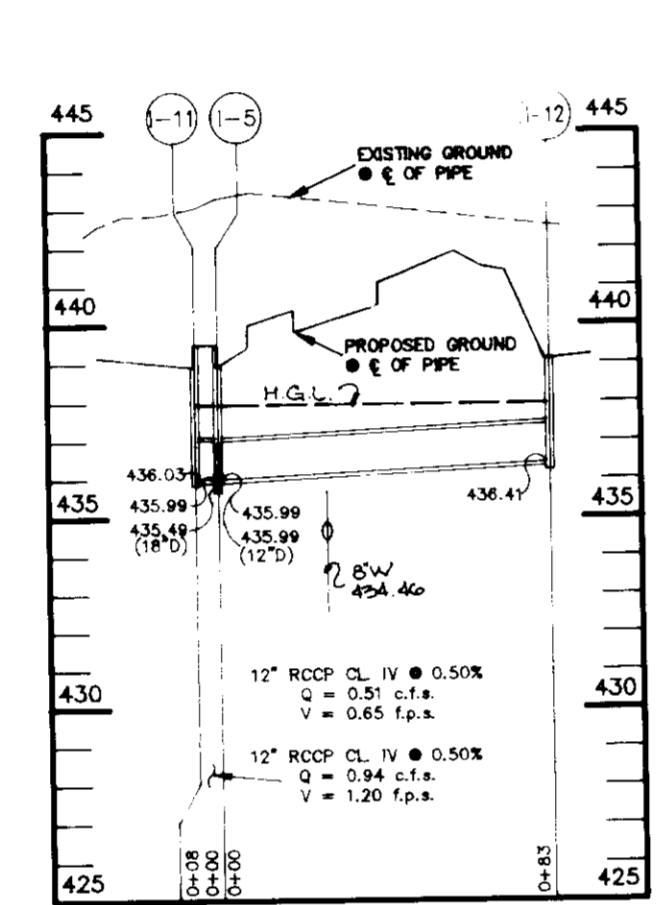 445
I-11
I-5
I-12
445
EXISTING GROUND
@ ℄ OF PIPE
440
440
PROPOSED GROUND
@ ℄ OF PIPE
H.G.L.
436.03
435.99
435.49
(18"D)
435
435.99
435.99
(12"D)
436.41
435
8"W
434.46
12" RCCP CL. IV @ 0.50%
Q = 0.51 c.f.s.
V = 0.65 f.p.s.
430
430
12" RCCP CL. IV @ 0.50%
Q = 0.94 c.f.s.
V = 1.20 f.p.s.
0+08
0+00
0+00
0+83
425
425